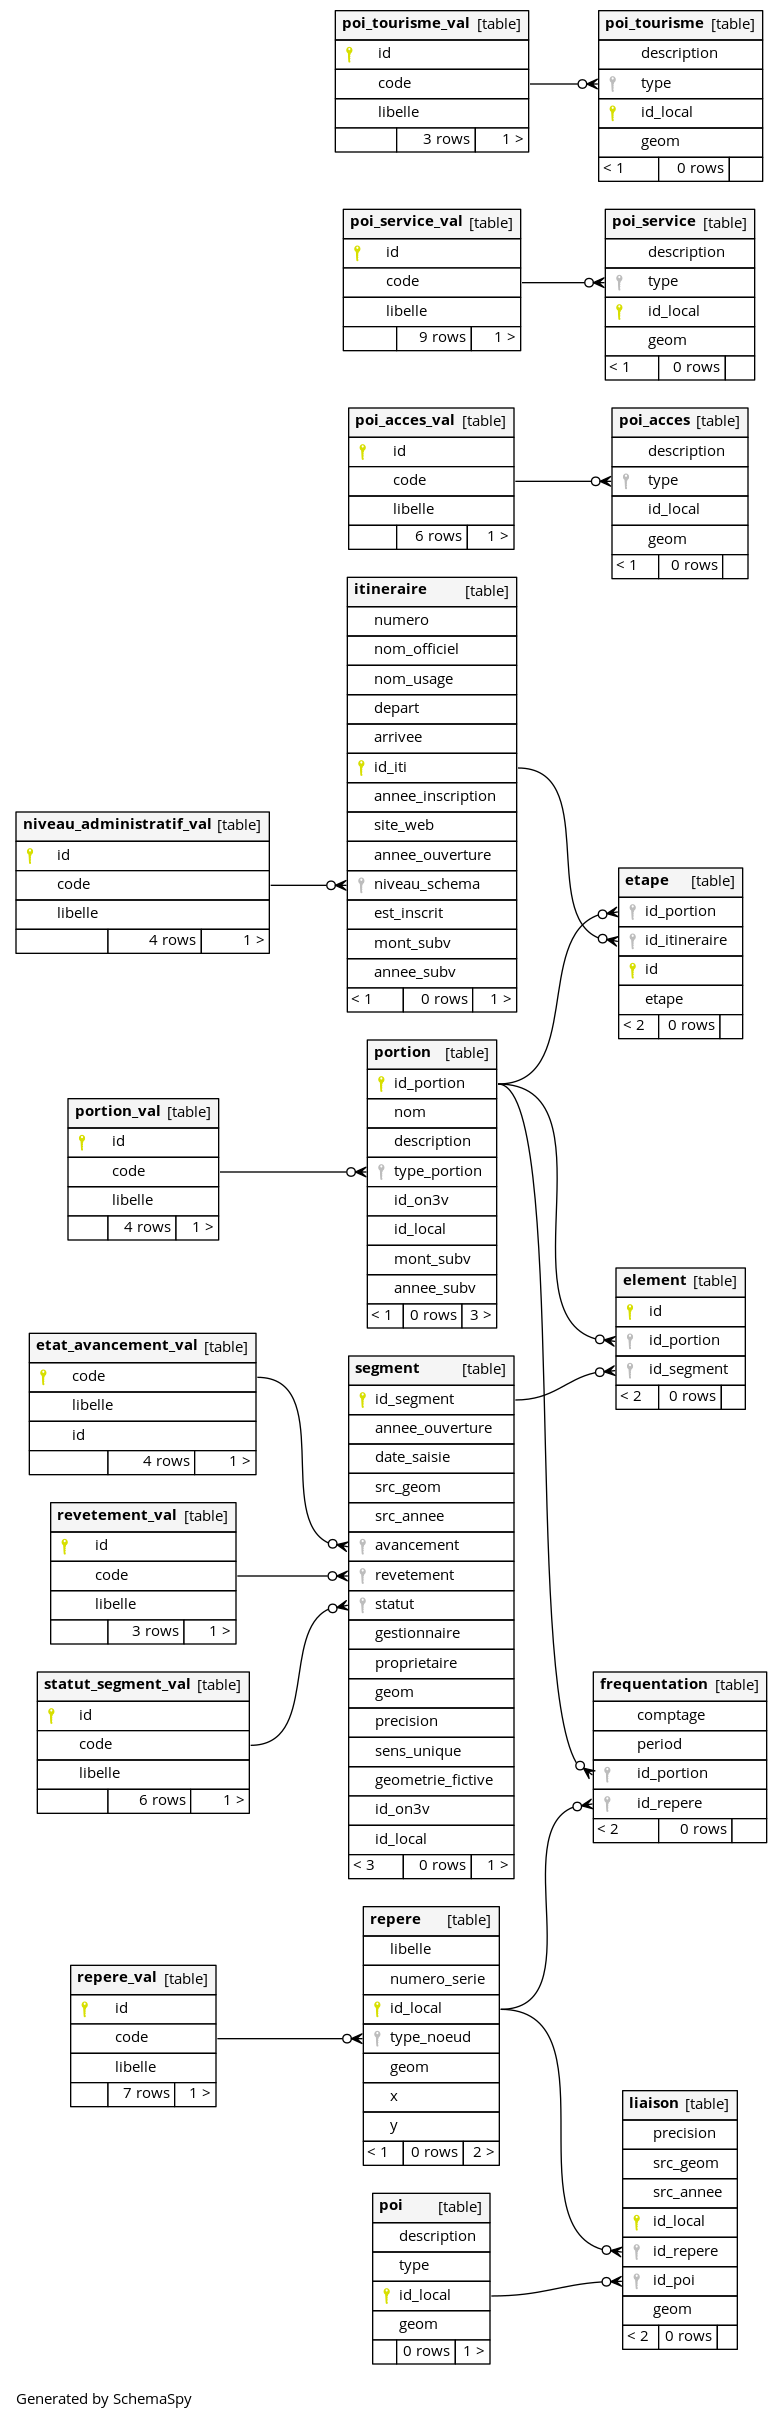 poi_tourisme_val [table]
id
code
libelle
3 rows 1 >
poi_tourisme [table]
description
type
id_local
geom
< 1 0 rows
poi_service_val [table]
id
code
libelle
9 rows 1 >
poi_service [table]
description
type
id_local
geom
< 1 0 rows
poi_acces_val [table]
id
code
libelle
6 rows 1 >
poi_acces [table]
description
type
id_local
geom
< 1 0 rows
itineraire [table]
numero
nom_officiel
nom_usage
depart
arrivee
id_iti
annee_inscription
site_web
annee_ouverture
niveau_schema
est_inscrit
mont_subv
annee_subv
< 1 0 rows 1 >
niveau_administratif_val [table]
id
code
libelle
4 rows 1 >
etape [table]
id_portion
id_itineraire
id
etape
< 2 0 rows
portion [table]
id_portion
nom
description
type_portion
id_on3v
id_local
mont_subv
annee_subv
< 1 0 rows 3 >
portion_val [table]
id
code
libelle
4 rows 1 >
element [table]
id
id_portion
id_segment
< 2 0 rows
etat_avancement_val [table]
code
libelle
id
4 rows 1 >
segment [table]
id_segment
annee_ouverture
date_saisie
src_geom
src_annee
avancement
revetement
statut
gestionnaire
proprietaire
geom
precision
sens_unique
geometrie_fictive
id_on3v
id_local
< 3 0 rows 1 >
revetement_val [table]
id
code
libelle
3 rows 1 >
statut_segment_val [table]
id
code
libelle
6 rows 1 >
frequentation [table]
comptage
period
id_portion
id_repere
< 2 0 rows
repere [table]
libelle
numero_serie
id_local
type_noeud
geom
x
y
< 1 0 rows 2 >
repere_val [table]
id
code
libelle
7 rows 1 >
liaison [table]
precision
src_geom
src_annee
id_local
id_repere
id_poi
geom
< 2 0 rows
poi [table]
description
type
id_local
geom
0 rows 1 >
Generated by SchemaSpy